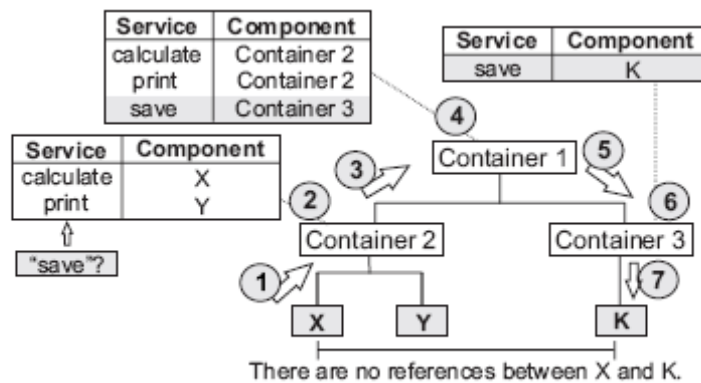 Service Component
calculate Container 2
print Container 2
save Container 3
Service Component
save K
4
Container 1
3
5
Service Component
calculate X
print Y
2
6
Container 2
Container 3
"save"?
1
7
X
Y
K
There are no references between X and K.